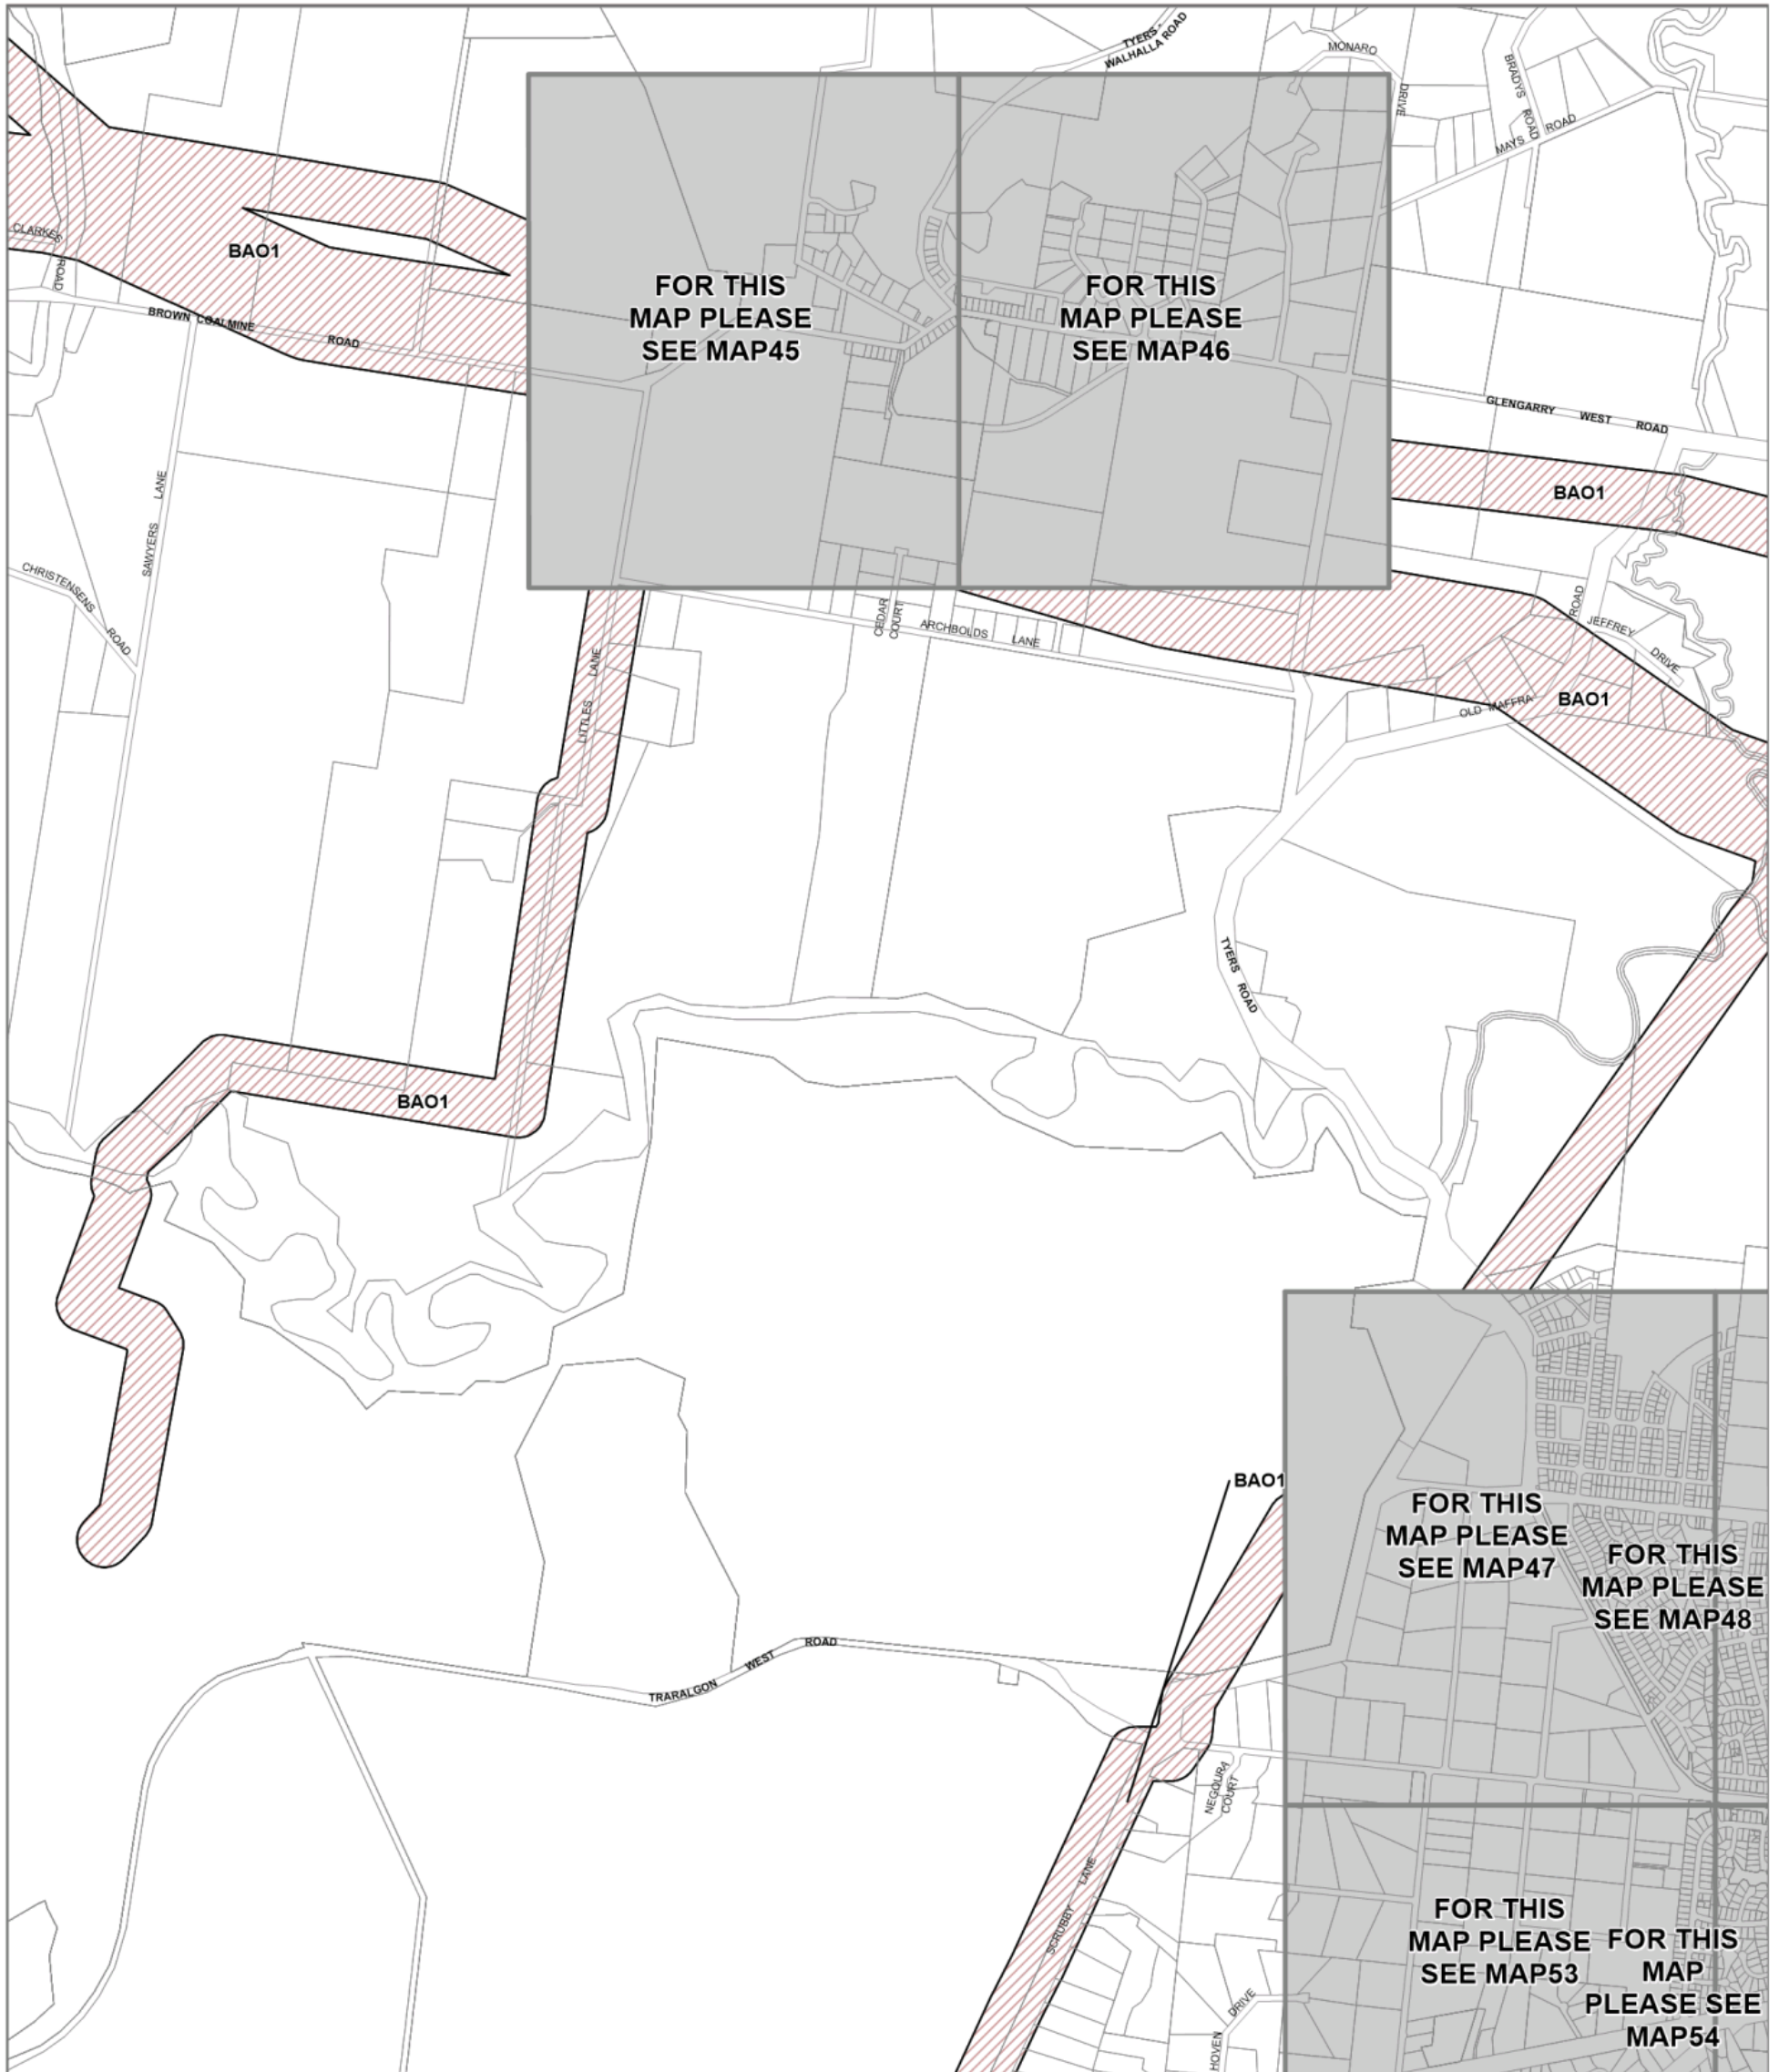 TYERS -
WALHALLA ROAD
MONARO
DRIVE
BRADYS ROAD
MAYS ROAD
CLARKES
ROAD
BAO1
BROWN COALMINE
ROAD
FOR THIS
MAP PLEASE
SEE MAP45
FOR THIS
MAP PLEASE
SEE MAP46
GLENGARRY WEST ROAD
BAO1
SAWYERS LANE
CHRISTENSENS
ROAD
LITTLES LANE
CEDAR
COURT
ARCHBOLDS LANE
ROAD
JEFFREY
DRIVE
OLD MAFFRA
BAO1
TYERS ROAD
BAO1
BAO1
FOR THIS
MAP PLEASE
SEE MAP47
FOR THIS
MAP PLEASE
SEE MAP48
TRARALGON WEST ROAD
NEGOURA
COURT
SCRUBBY LANE
HOVEN
DRIVE
FOR THIS
MAP PLEASE
SEE MAP53
FOR THIS
MAP
PLEASE SEE
MAP54